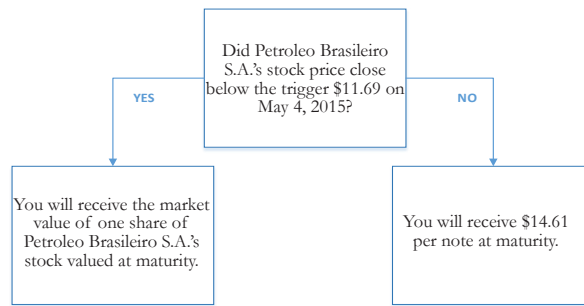 Did Petroleo Brasileiro
S.A.’s stock price close
below the trigger $11.69 on
May 4, 2015?
YES
NO
You will receive the market
value of one share of
Petroleo Brasileiro S.A.’s
stock valued at maturity.
You will receive $14.61
per note at maturity.